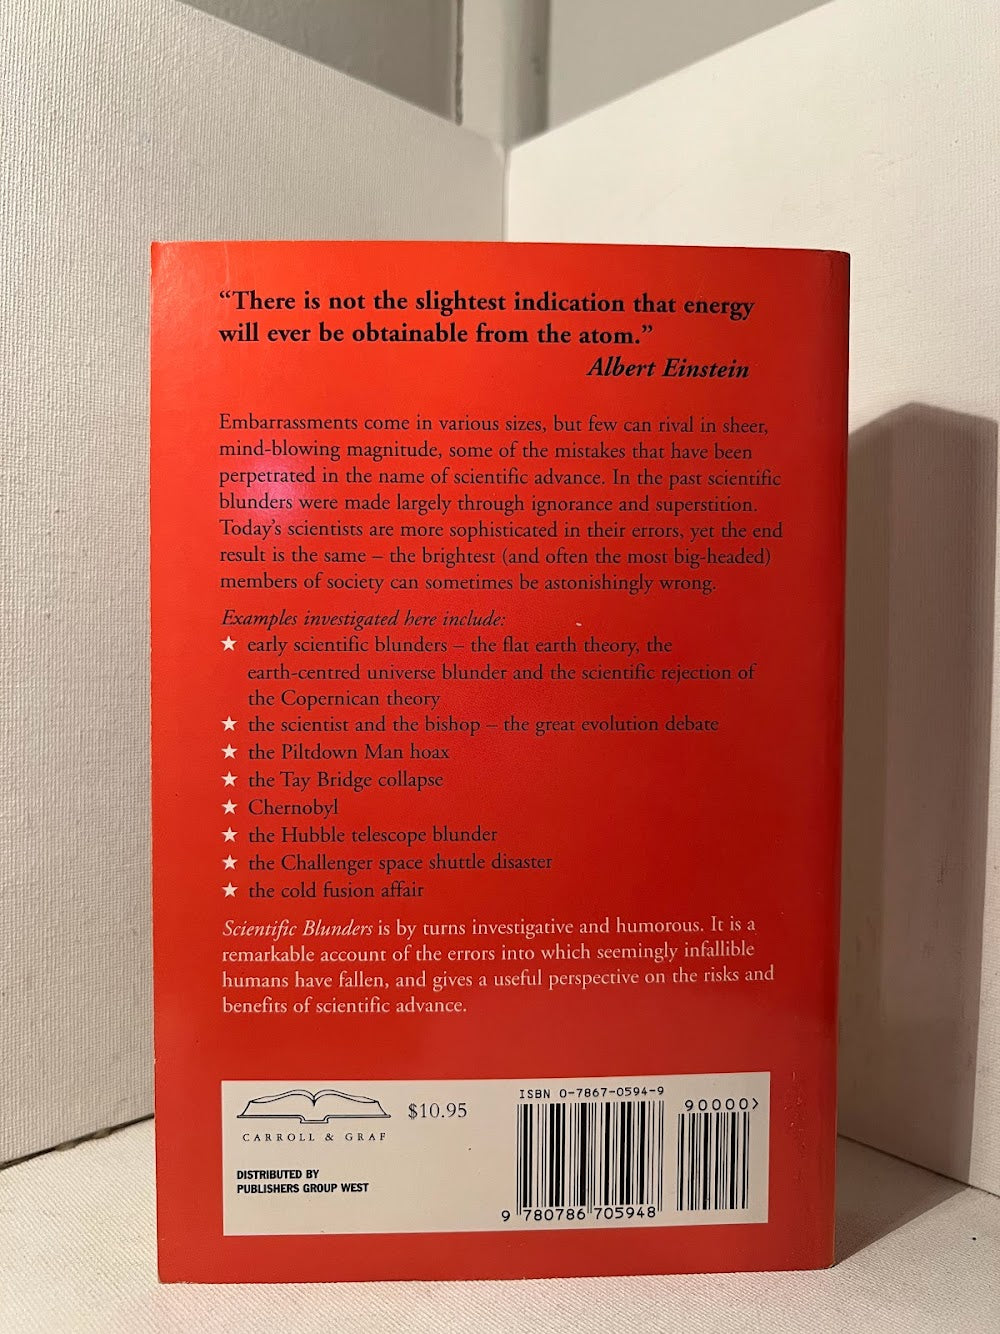 “There is not the slightest indication that energy
will ever be obtainable from the atom.”
Albert Einstein
Embarrassments come in various sizes, but few can rival in sheer,
mind-blowing magnitude, some of the mistakes that have been
perpetrated in the name of scientific advance. In the past scientific
blunders were made largely through ignorance and superstition.
Today’s scientists are more sophisticated in their errors, yet the end
result is the same – the brightest (and often the most big-headed)
members of society can sometimes be astonishingly wrong.
Examples investigated here include:
★ early scientific blunders – the flat earth theory, the
earth-centred universe blunder and the scientific rejection of
the Copernican theory
★ the scientist and the bishop – the great evolution debate
★ the Piltdown Man hoax
★ the Tay Bridge collapse
★ Chernobyl
★ the Hubble telescope blunder
★ the Challenger space shuttle disaster
★ the cold fusion affair
Scientific Blunders is by turns investigative and humorous. It is a
remarkable account of the errors into which seemingly infallible
humans have fallen, and gives a useful perspective on the risks and
benefits of scientific advance.
CARROLL & GRAF
$10.95
DISTRIBUTED BY
PUBLISHERS GROUP WEST
ISBN 0-7867-0594-9
90000>
9 780786 705948